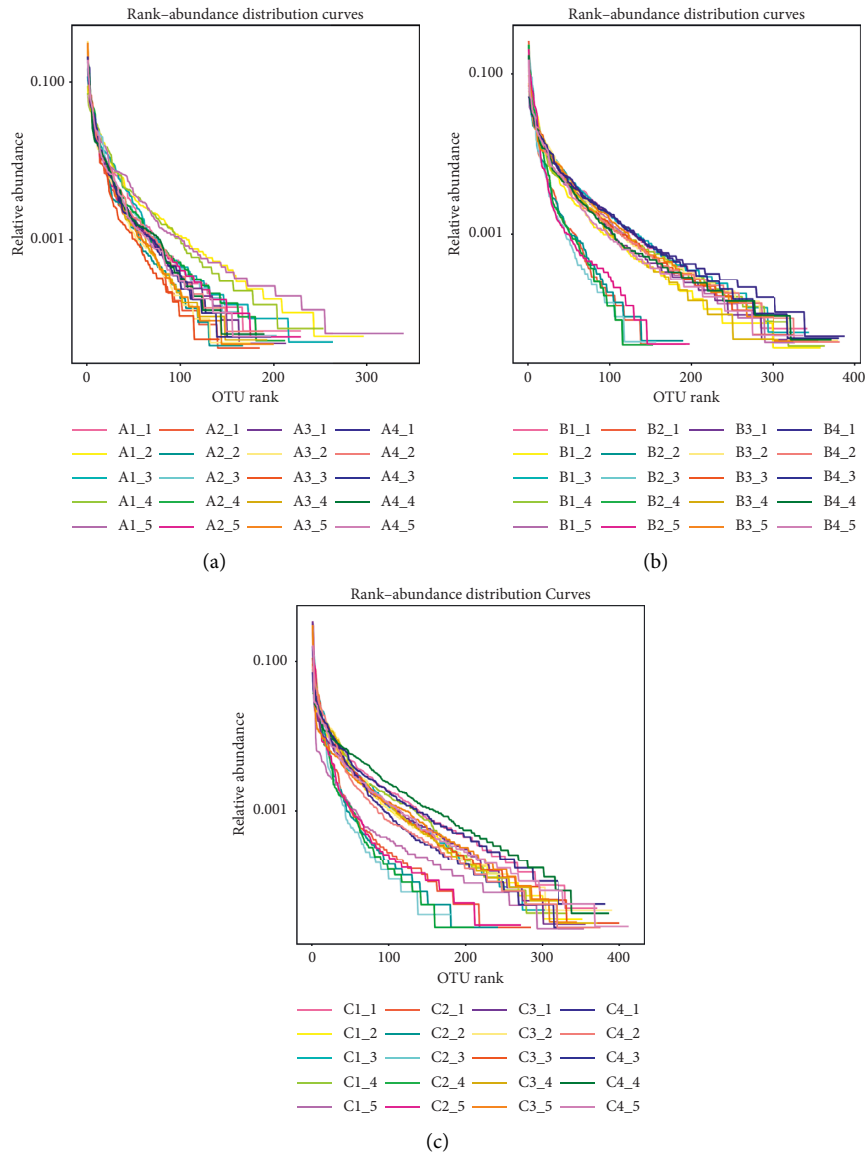 Rank–abundance distribution curves
Relative abundance
0.100
0.001
0 100 200 300
OTU rank
A1_1 A2_1 A3_1 A4_1
A1_2 A2_2 A3_2 A4_2
A1_3 A2_3 A3_3 A4_3
A1_4 A2_4 A3_4 A4_4
A1_5 A2_5 A3_5 A4_5
(a)
Rank–abundance distribution curves
Relative abundance
0.100
0.001
0 100 200 300 400
OTU rank
B1_1 B2_1 B3_1 B4_1
B1_2 B2_2 B3_2 B4_2
B1_3 B2_3 B3_3 B4_3
B1_4 B2_4 B3_4 B4_4
B1_5 B2_5 B3_5 B4_5
(b)
Rank–abundance distribution Curves
Relative abundance
0.100
0.001
0 100 200 300 400
OTU rank
C1_1 C2_1 C3_1 C4_1
C1_2 C2_2 C3_2 C4_2
C1_3 C2_3 C3_3 C4_3
C1_4 C2_4 C3_4 C4_4
C1_5 C2_5 C3_5 C4_5
(c)